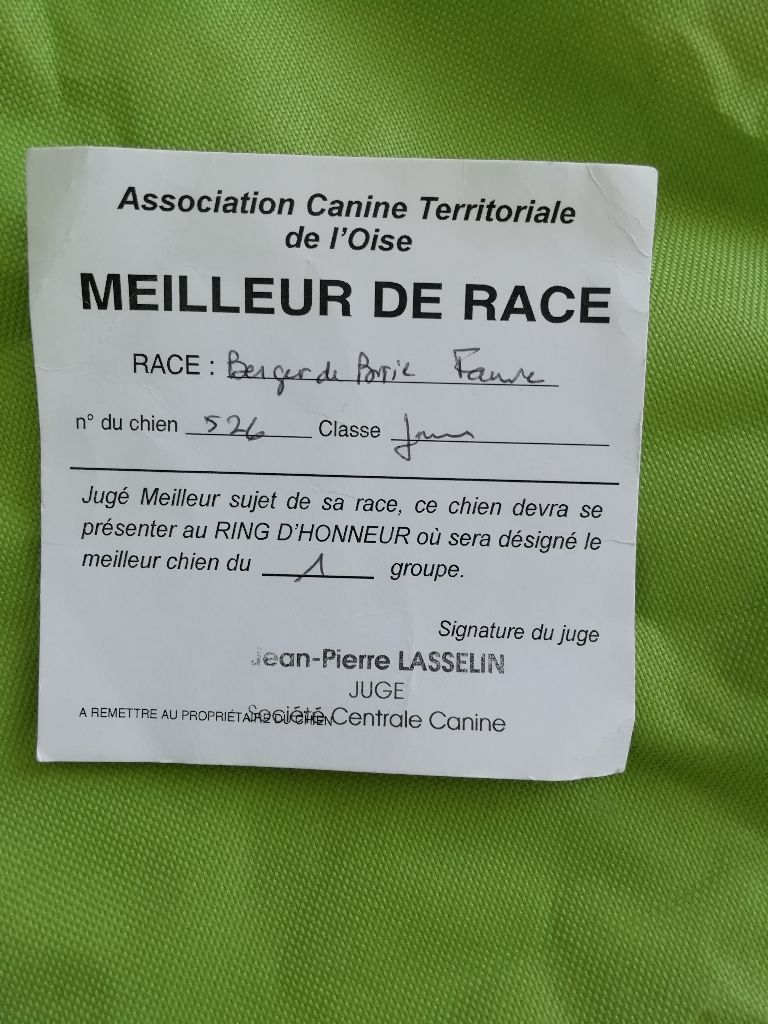 Association Canine Territoriale
de l'Oise
MEILLEUR DE RACE
RACE : Berger de Brie Fauve
n° du chien 526 Classe
Jugé Meilleur sujet de sa race, ce chien devra se
présenter au RING D'HONNEUR où sera désigné le
meilleur chien du 1 groupe.
Signature du juge
Jean-Pierre LASSELIN
JUGE
Société Centrale Canine
A REMETTRE AU PROPRIÉTAIRE DU CHIEN